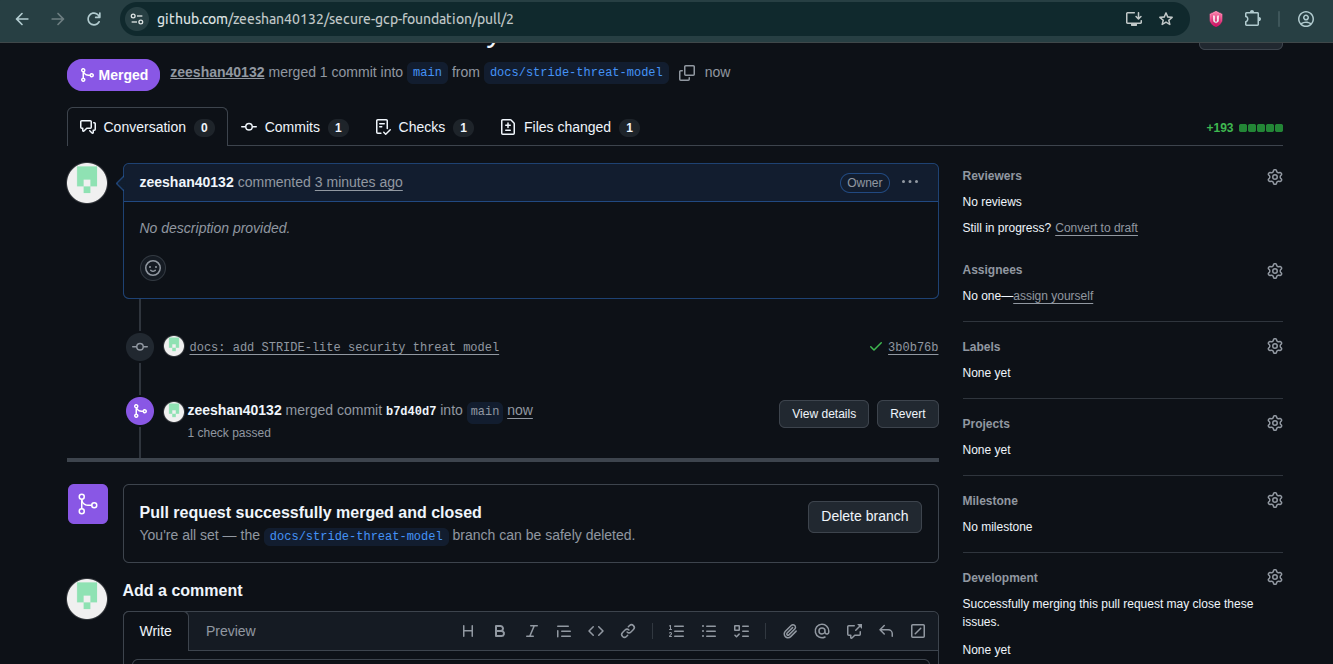 github.com/zeeshan40132/secure-gcp-foundation/pull/2
Merged zeeshan40132 merged 1 commit into main from docs/stride-threat-model now
Conversation 0 Commits 1 Checks 1 Files changed 1 +193
zeeshan40132 commented 3 minutes ago Owner
No description provided.
docs: add STRIDE-lite security threat model 3b0b76b
zeeshan40132 merged commit b7d40d7 into main now
1 check passed
View details Revert
Pull request successfully merged and closed
You're all set — the docs/stride-threat-model branch can be safely deleted.
Delete branch
Add a comment
Write Preview
Reviewers
No reviews
Still in progress? Convert to draft
Assignees
No one—assign yourself
Labels
None yet
Projects
None yet
Milestone
No milestone
Development
Successfully merging this pull request may close these
issues.
None yet